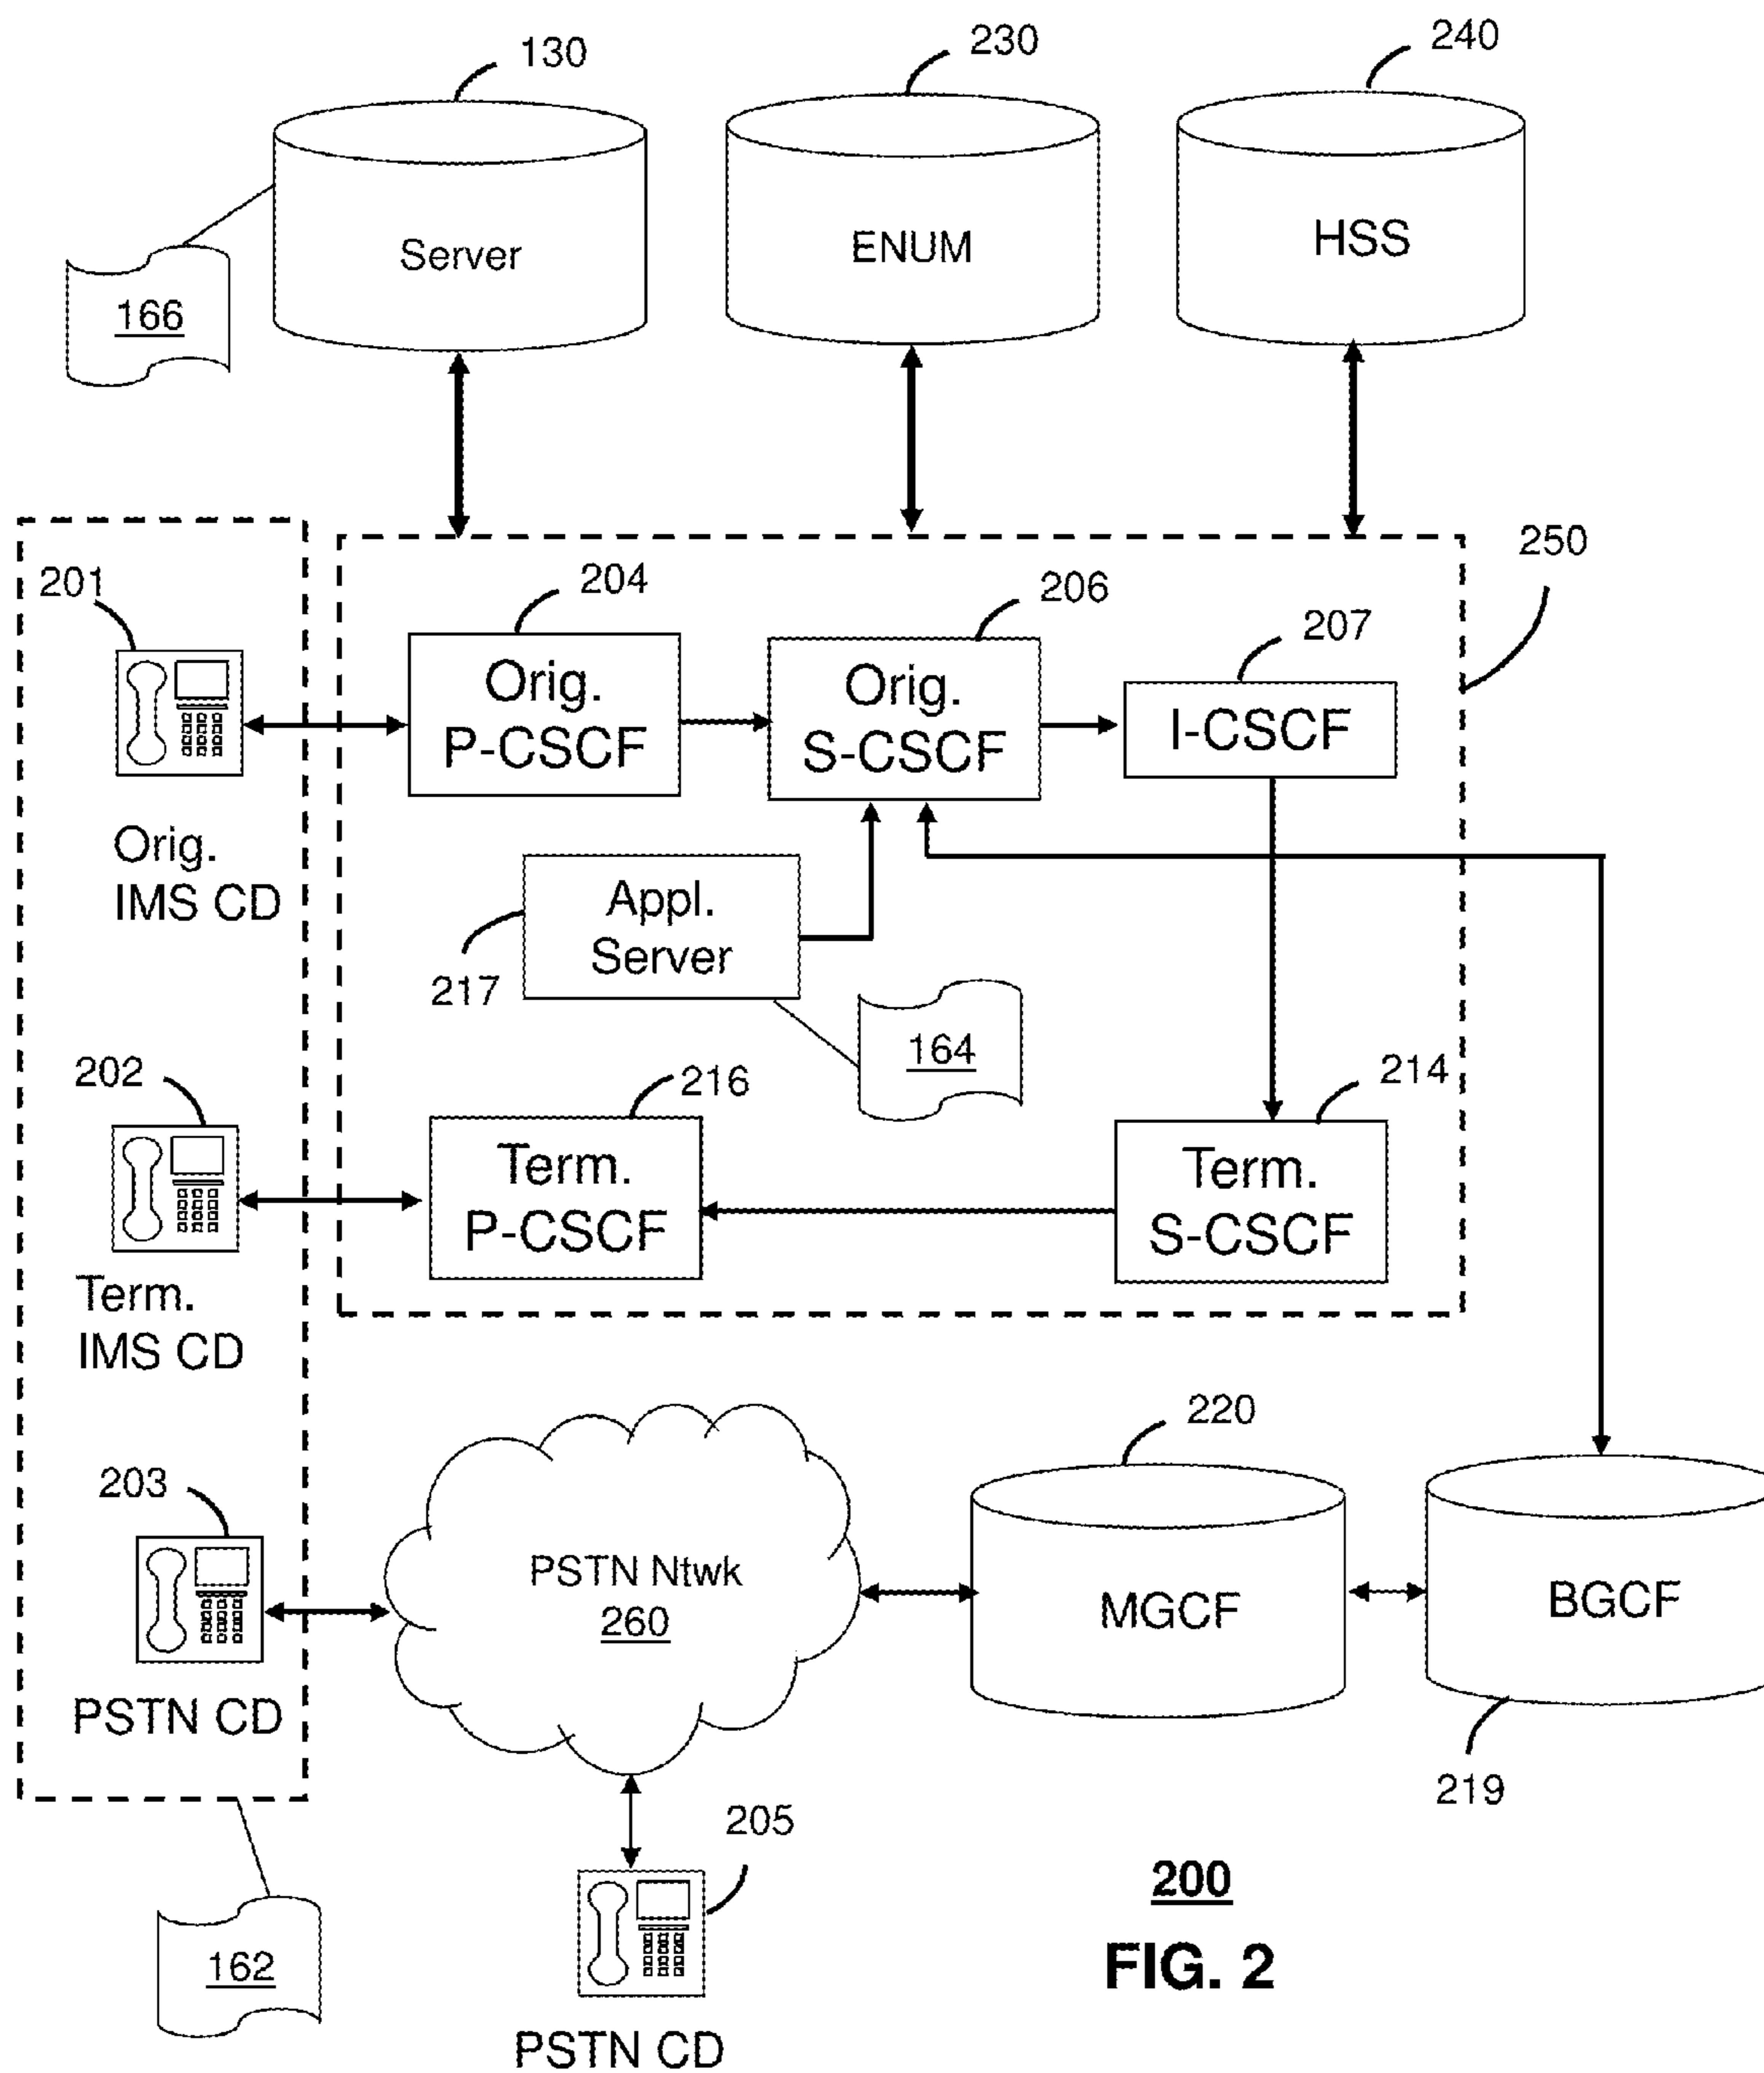 130
230
240
Server
ENUM
HSS
166
250
201
204
206
207
Orig.
P-CSCF
Orig.
S-CSCF
I-CSCF
Orig.
IMS CD
Appl.
Server
217
164
202
216
214
Term.
P-CSCF
Term.
S-CSCF
Term.
IMS CD
220
203
PSTN Ntwk
260
MGCF
BGCF
PSTN CD
219
205
162
200
FIG. 2
PSTN CD